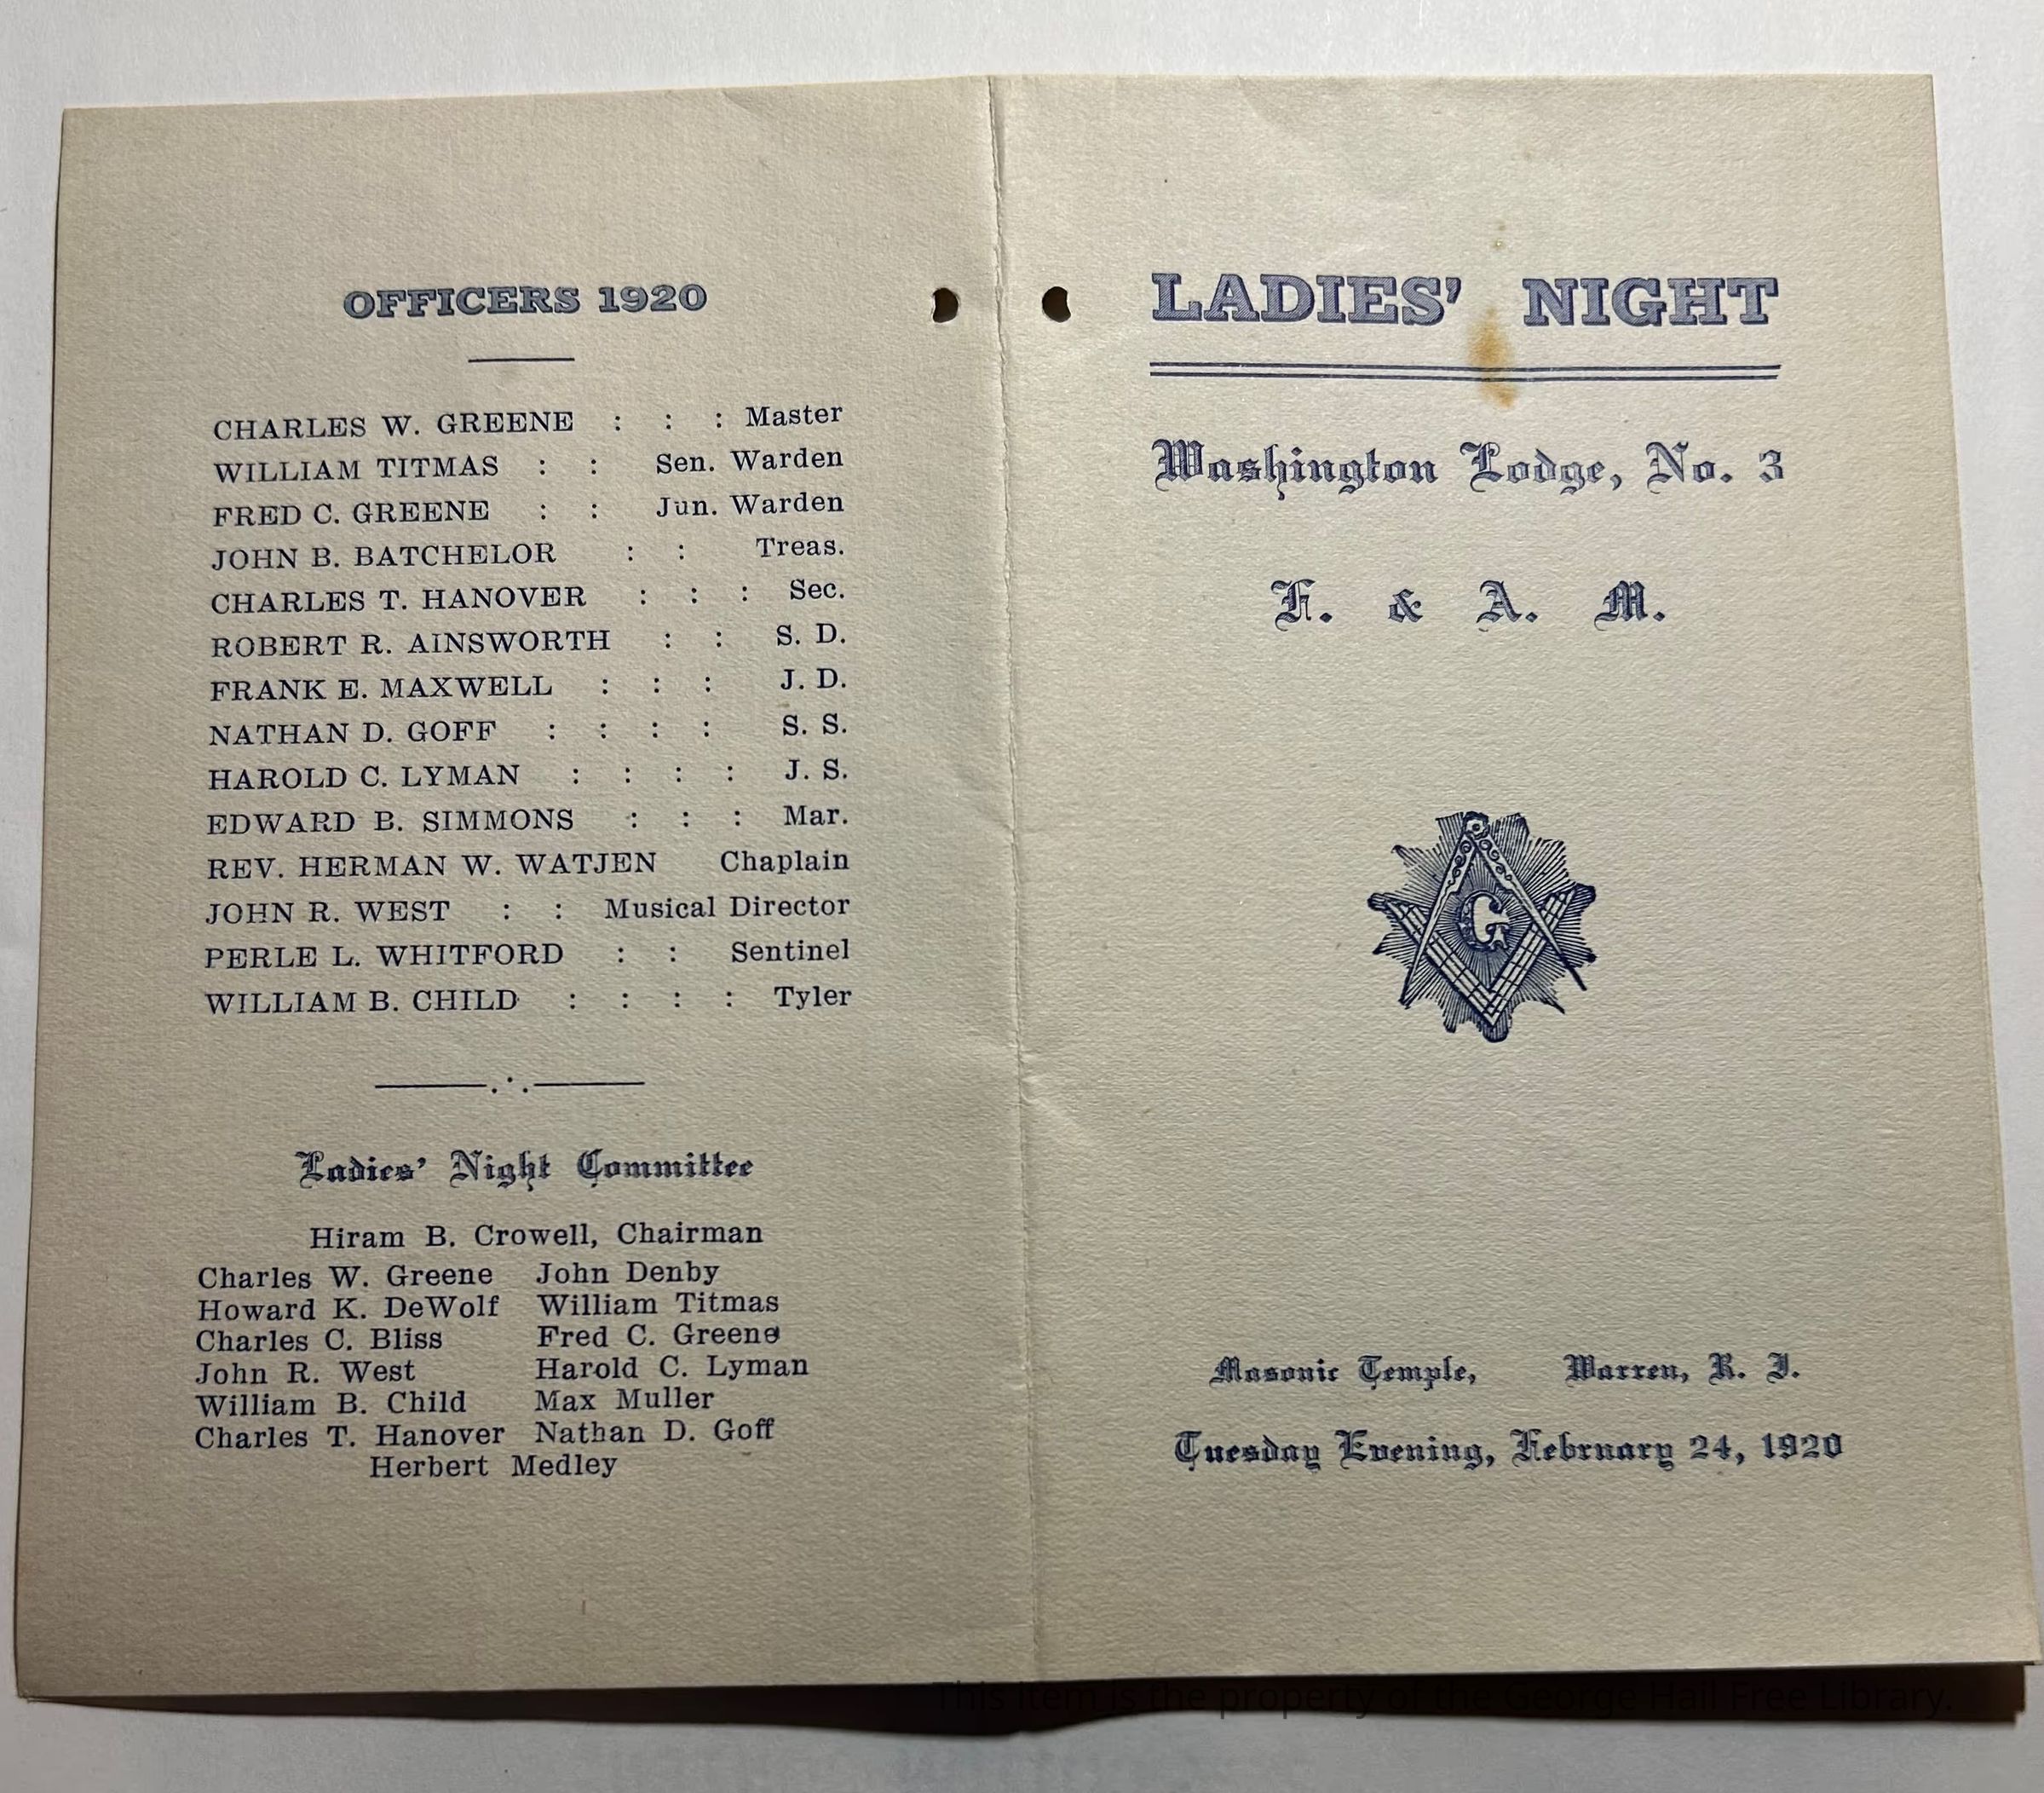 OFFICERS 1920
CHARLES W. GREENE : : : Master
WILLIAM TITMAS : : Sen. Warden
FRED C. GREENE : : Jun. Warden
JOHN B. BATCHELOR : : Treas.
CHARLES T. HANOVER : : : Sec.
ROBERT R. AINSWORTH : : S. D.
FRANK E. MAXWELL : : : J. D.
NATHAN D. GOFF : : : : S. S.
HAROLD C. LYMAN : : : : J. S.
EDWARD B. SIMMONS : : : Mar.
REV. HERMAN W. WATJEN Chaplain
JOHN R. WEST : : Musical Director
PERLE L. WHITFORD : : Sentinel
WILLIAM B. CHILD : : : : Tyler
Ladies' Night Committee
Hiram B. Crowell, Chairman
Charles W. Greene John Denby
Howard K. DeWolf William Titmas
Charles C. Bliss Fred C. Greene
John R. West Harold C. Lyman
William B. Child Max Muller
Charles T. Hanover Nathan D. Goff
Herbert Medley
LADIES' NIGHT
Washington Lodge, No. 3
F. & A. M.
G
Masonic Temple, Warren, R. I.
Tuesday Evening, February 24, 1920
This item is the property of the George Hail Free Library.